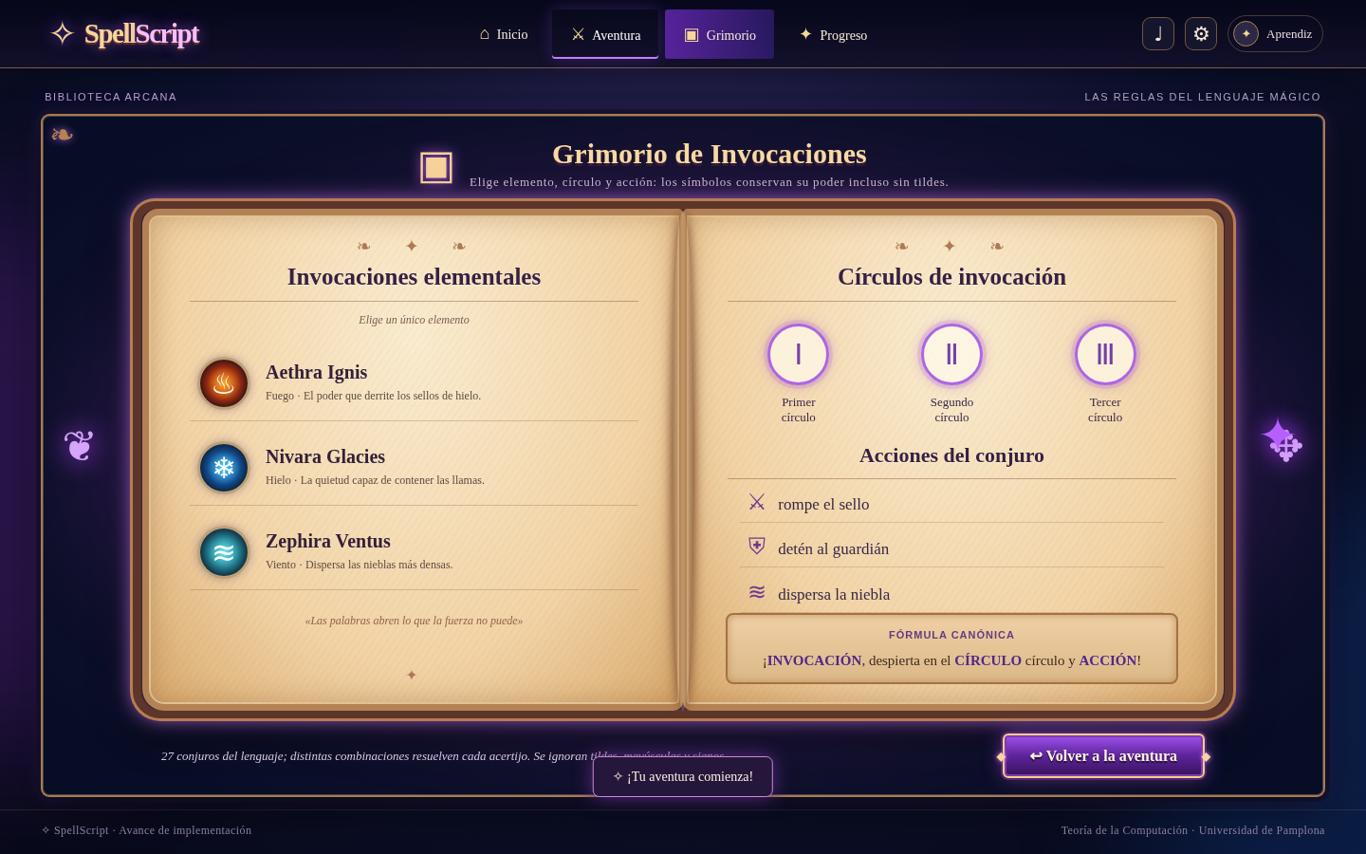 SpellScript
Inicio
Aventura
Grimorio
Progreso
Aprendiz
BIBLIOTECA ARCANA
LAS REGLAS DEL LENGUAJE MÁGICO
Grimorio de Invocaciones
Elige elemento, círculo y acción: los símbolos conservan su poder incluso sin tildes.
Invocaciones elementales
Elige un único elemento
Aethra Ignis
Fuego · El poder que derrite los sellos de hielo.
Nivara Glacies
Hielo · La quietud capaz de contener las llamas.
Zephira Ventus
Viento · Dispersa las nieblas más densas.
«Las palabras abren lo que la fuerza no puede»
Círculos de invocación
I
II
III
Primer
círculo
Segundo
círculo
Tercer
círculo
Acciones del conjuro
rompe el sello
detén al guardián
dispersa la niebla
FÓRMULA CANÓNICA
¡INVOCACIÓN, despierta en el CÍRCULO círculo y ACCIÓN!
27 conjuros del lenguaje; distintas combinaciones resuelven cada acertijo. Se ignoran tildes, mayúsculas y signos.
↩ Volver a la aventura
✧ ¡Tu aventura comienza!
✧ SpellScript · Avance de implementación
Teoría de la Computación · Universidad de Pamplona